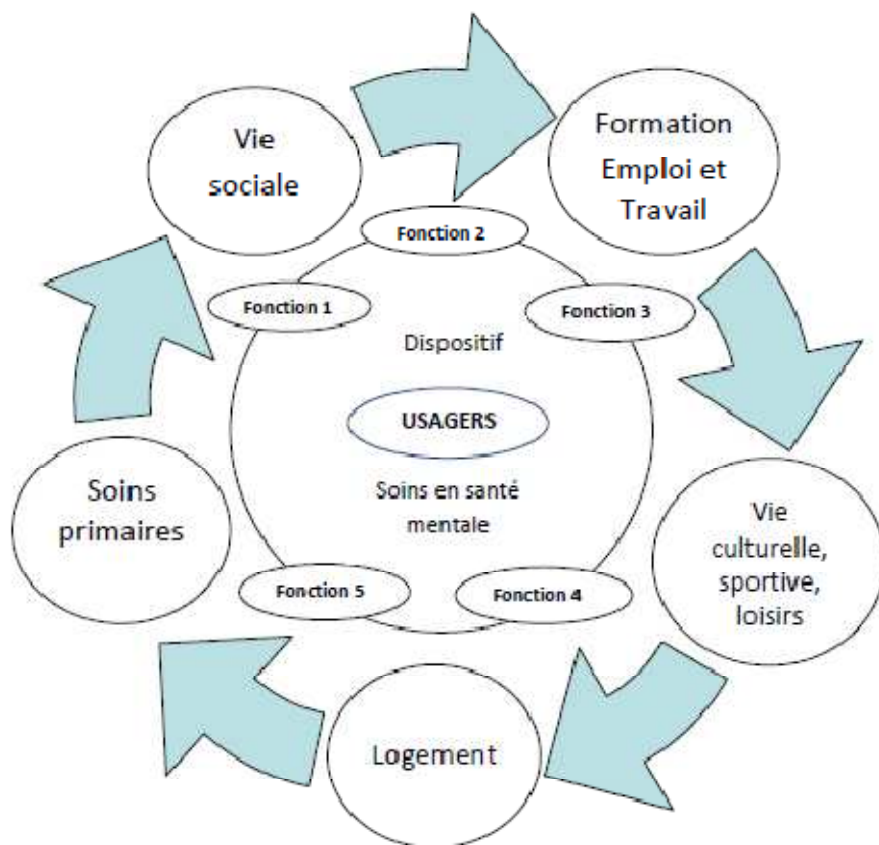 Vie
sociale
Formation
Emploi et
Travail
Fonction 2
Fonction 1
Fonction 3
Dispositif
USAGERS
Soins en santé
mentale
Soins
primaires
Vie
culturelle,
sportive,
loisirs
Fonction 5
Fonction 4
Logement